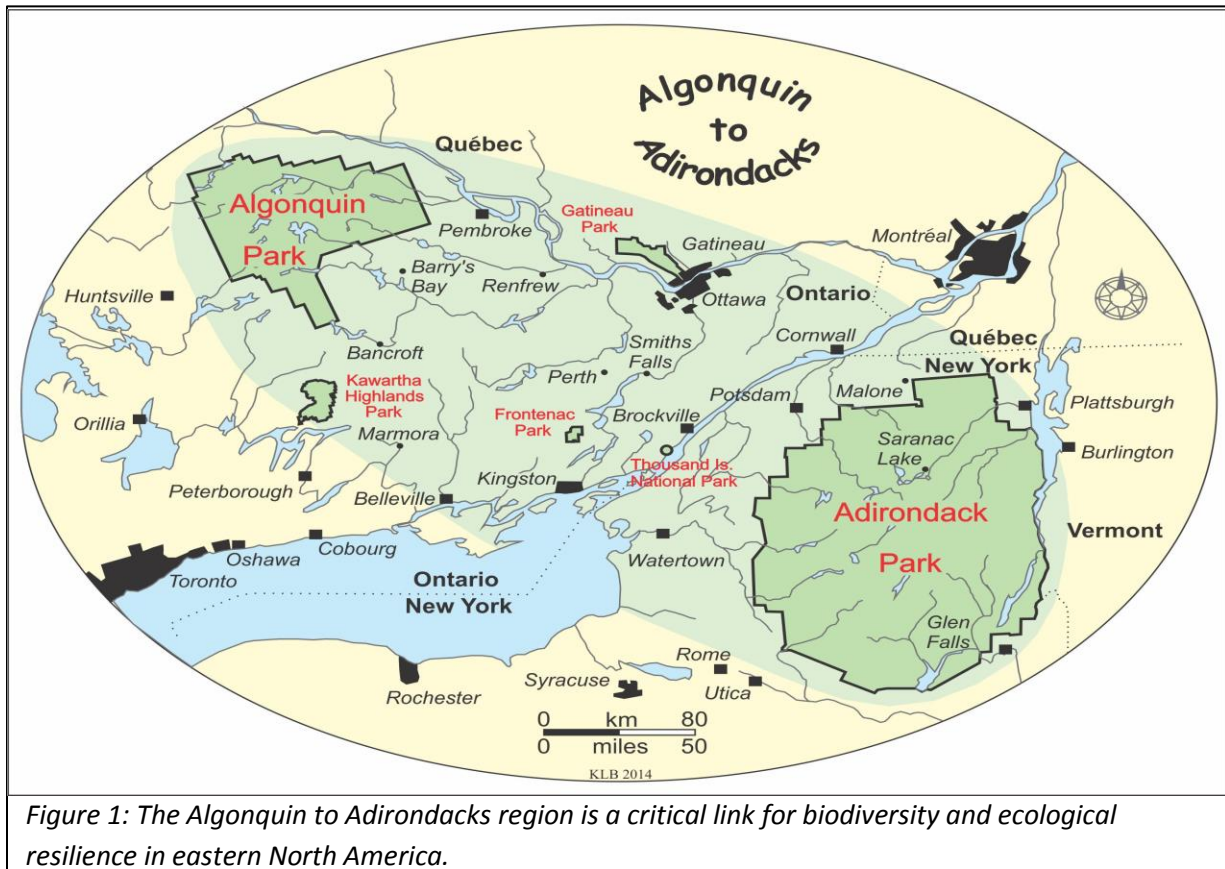 Algonquin
to
Adirondacks
Québec
Algonquin
Park
Pembroke
Gatineau
Park
Gatineau
Montréal
Barry's
Bay
Renfrew
Ottawa
Ontario
Huntsville
Bancroft
Smiths
Falls
Cornwall
Québec
New York
Perth
Kawartha
Highlands
Park
Frontenac
Park
Brockville
Potsdam
Malone
Plattsburgh
Orillia
Marmora
Saranac
Lake
Burlington
Thousand Is.
National Park
Peterborough
Belleville
Kingston
Adirondack
Park
Vermont
Cobourg
Oshawa
Toronto
Watertown
Ontario
New York
Glen
Falls
Rome
Utica
Syracuse
Rochester
0 km 80
0 miles 50
KLB 2014
Figure 1: The Algonquin to Adirondacks region is a critical link for biodiversity and ecological
resilience in eastern North America.